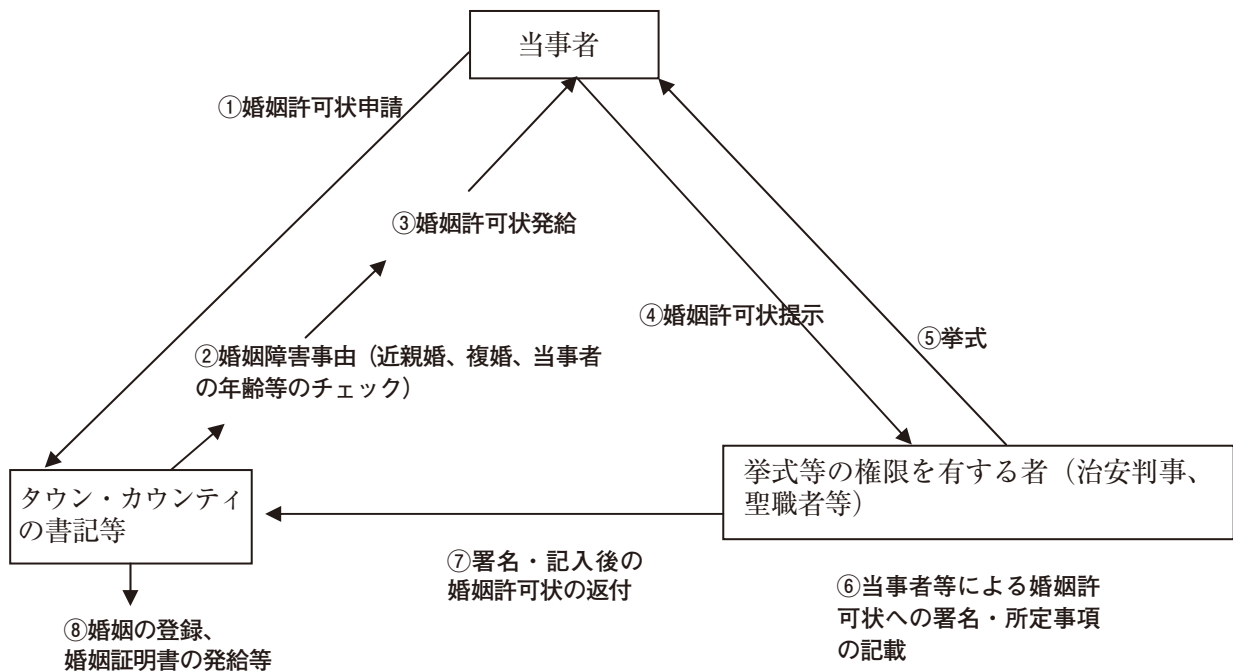 当事者
①婚姻許可状申請
③婚姻許可状発給
④婚姻許可状提示
⑤挙式
②婚姻障害事由（近親婚、複婚、当事者
の年齢等のチェック）
挙式等の権限を有する者（治安判事、
聖職者等）
タウン・カウンティ
の書記等
⑦署名・記入後の
婚姻許可状の返付
⑥当事者等による婚姻許
可状への署名・所定事項
の記載
⑧婚姻の登録、
婚姻証明書の発給等